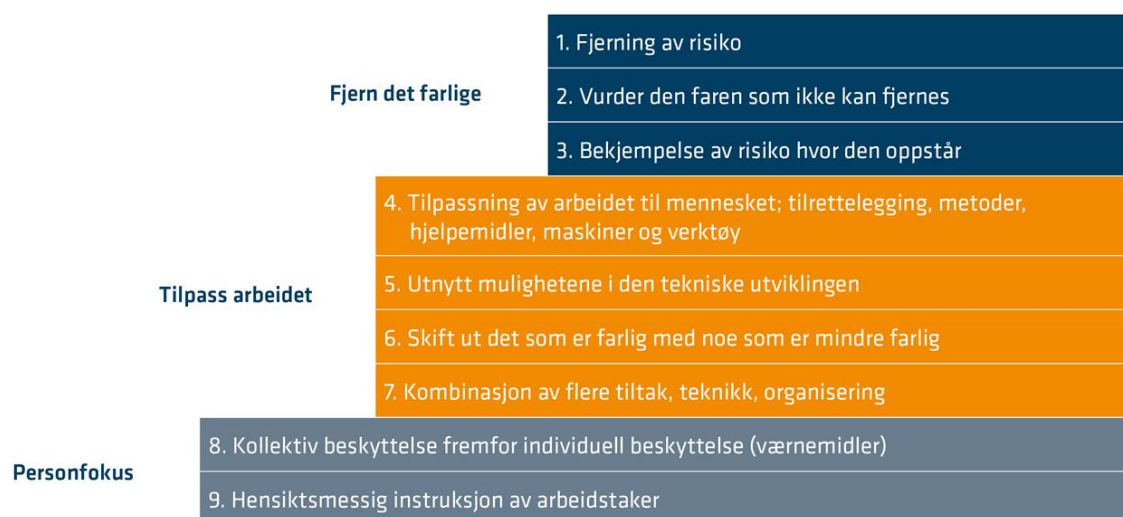 Fjern det farlige
1. Fjerning av risiko
2. Vurder den faren som ikke kan fjernes
3. Bekjempelse av risiko hvor den oppstår
Tilpass arbeidet
4. Tilpassning av arbeidet til mennesket; tilrettelegging, metoder,
hjelpemidler, maskiner og verktøy
5. Utnytt mulighetene i den tekniske utviklingen
6. Skift ut det som er farlig med noe som er mindre farlig
7. Kombinasjon av flere tiltak, teknikk, organisering
Personfokus
8. Kollektiv beskyttelse fremfor individuell beskyttelse (værnemidler)
9. Hensiktsmessig instruksjon av arbeidstaker